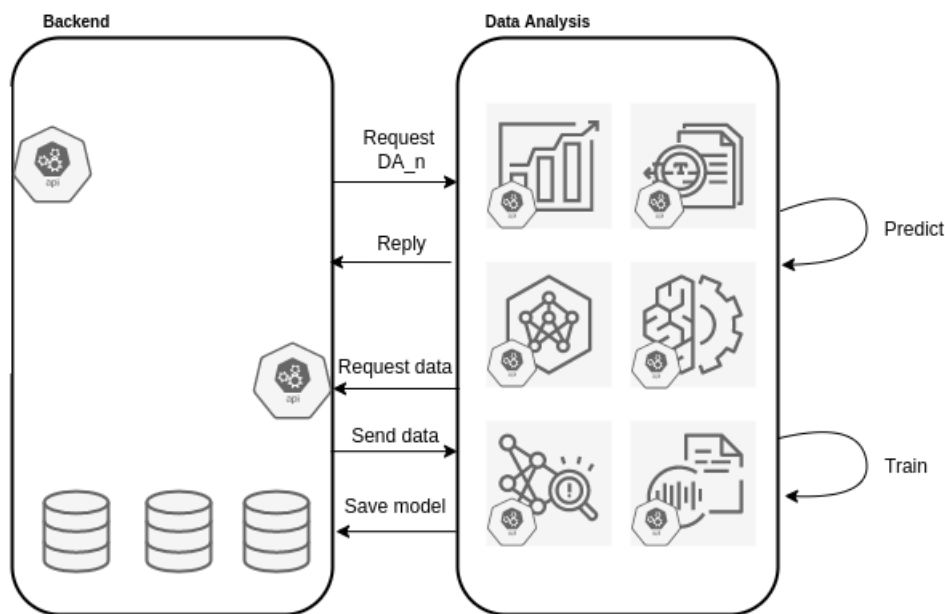 Backend
Data Analysis
Request
DA_n
Reply
Predict
Request data
Send data
Save model
Train
api
api
T